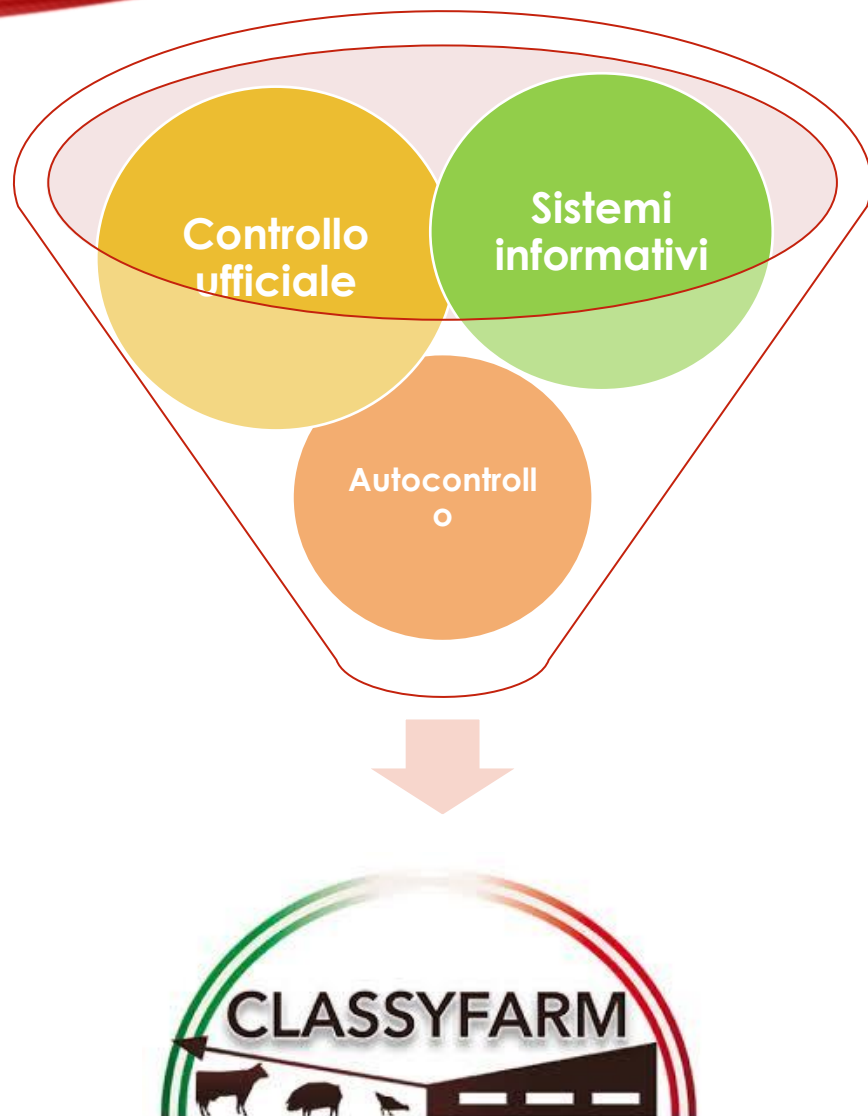 Controllo
ufficiale
Sistemi
informativi
Autocontroll
o
CLASSYFARM